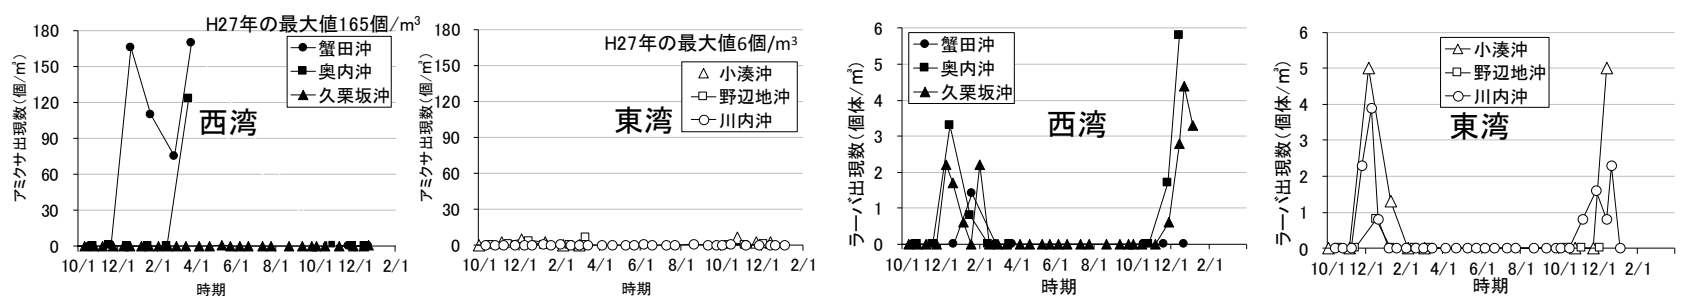 H27年の最大値165個/m³
アミクサ出現数(個/㎥)
180
150
120
90
60
30
0
蟹田沖
奥内沖
久栗坂沖
西湾
10/1 12/1 2/1 4/1 6/1 8/1 10/1 12/1 2/1
時期
アミクサ出現数(個/㎥)
180
150
120
90
60
30
0
H27年の最大値6個/m³
小湊沖
野辺地沖
川内沖
東湾
10/1 12/1 2/1 4/1 6/1 8/1 10/1 12/1 2/1
時期
ラーバ出現数(個体/㎥)
6
5
4
3
2
1
0
蟹田沖
奥内沖
久栗坂沖
西湾
10/1 12/1 2/1 4/1 6/1 8/1 10/1 12/1 2/1
時期
ラーバ出現数(個体/㎥)
6
5
4
3
2
1
0
小湊沖
野辺地沖
川内沖
東湾
10/1 12/1 2/1 4/1 6/1 8/1 10/1 12/1 2/1
時期